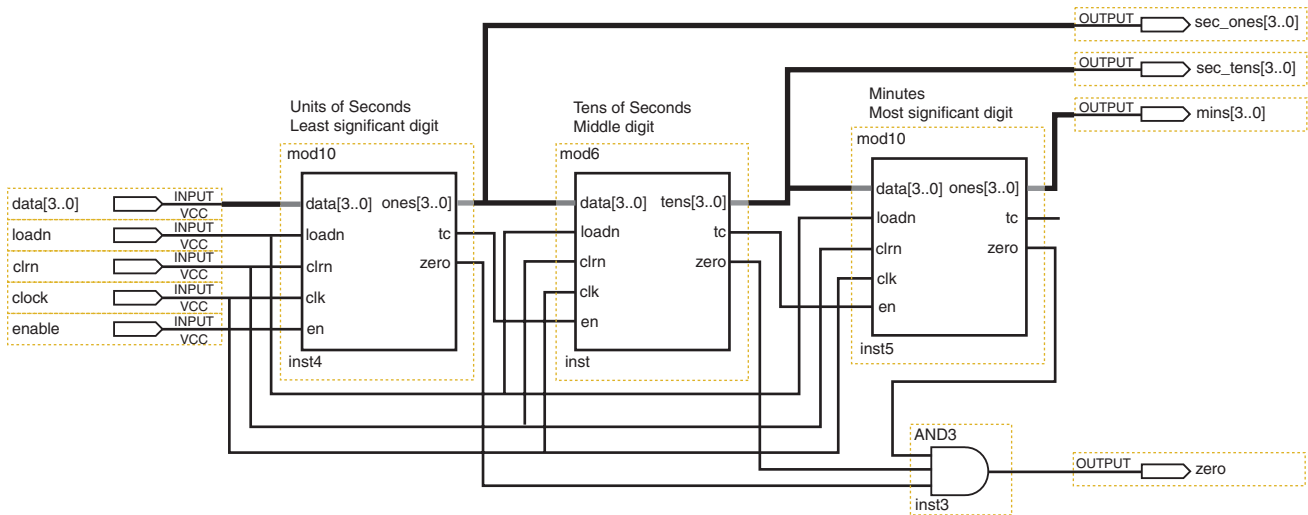 OUTPUT sec_ones[3..0]
OUTPUT sec_tens[3..0]
OUTPUT mins[3..0]
Units of Seconds
Least significant digit
mod10
data[3..0] ones[3..0]
loadn tc
clrn zero
clk
en
inst4
Tens of Seconds
Middle digit
mod6
data[3..0] tens[3..0]
loadn tc
clrn zero
clk
en
inst
Minutes
Most significant digit
mod10
data[3..0] ones[3..0]
loadn tc
clrn zero
clk
en
inst5
data[3..0] INPUT
VCC
loadn INPUT
VCC
clrn INPUT
VCC
clock INPUT
VCC
enable INPUT
VCC
AND3
inst3
OUTPUT zero